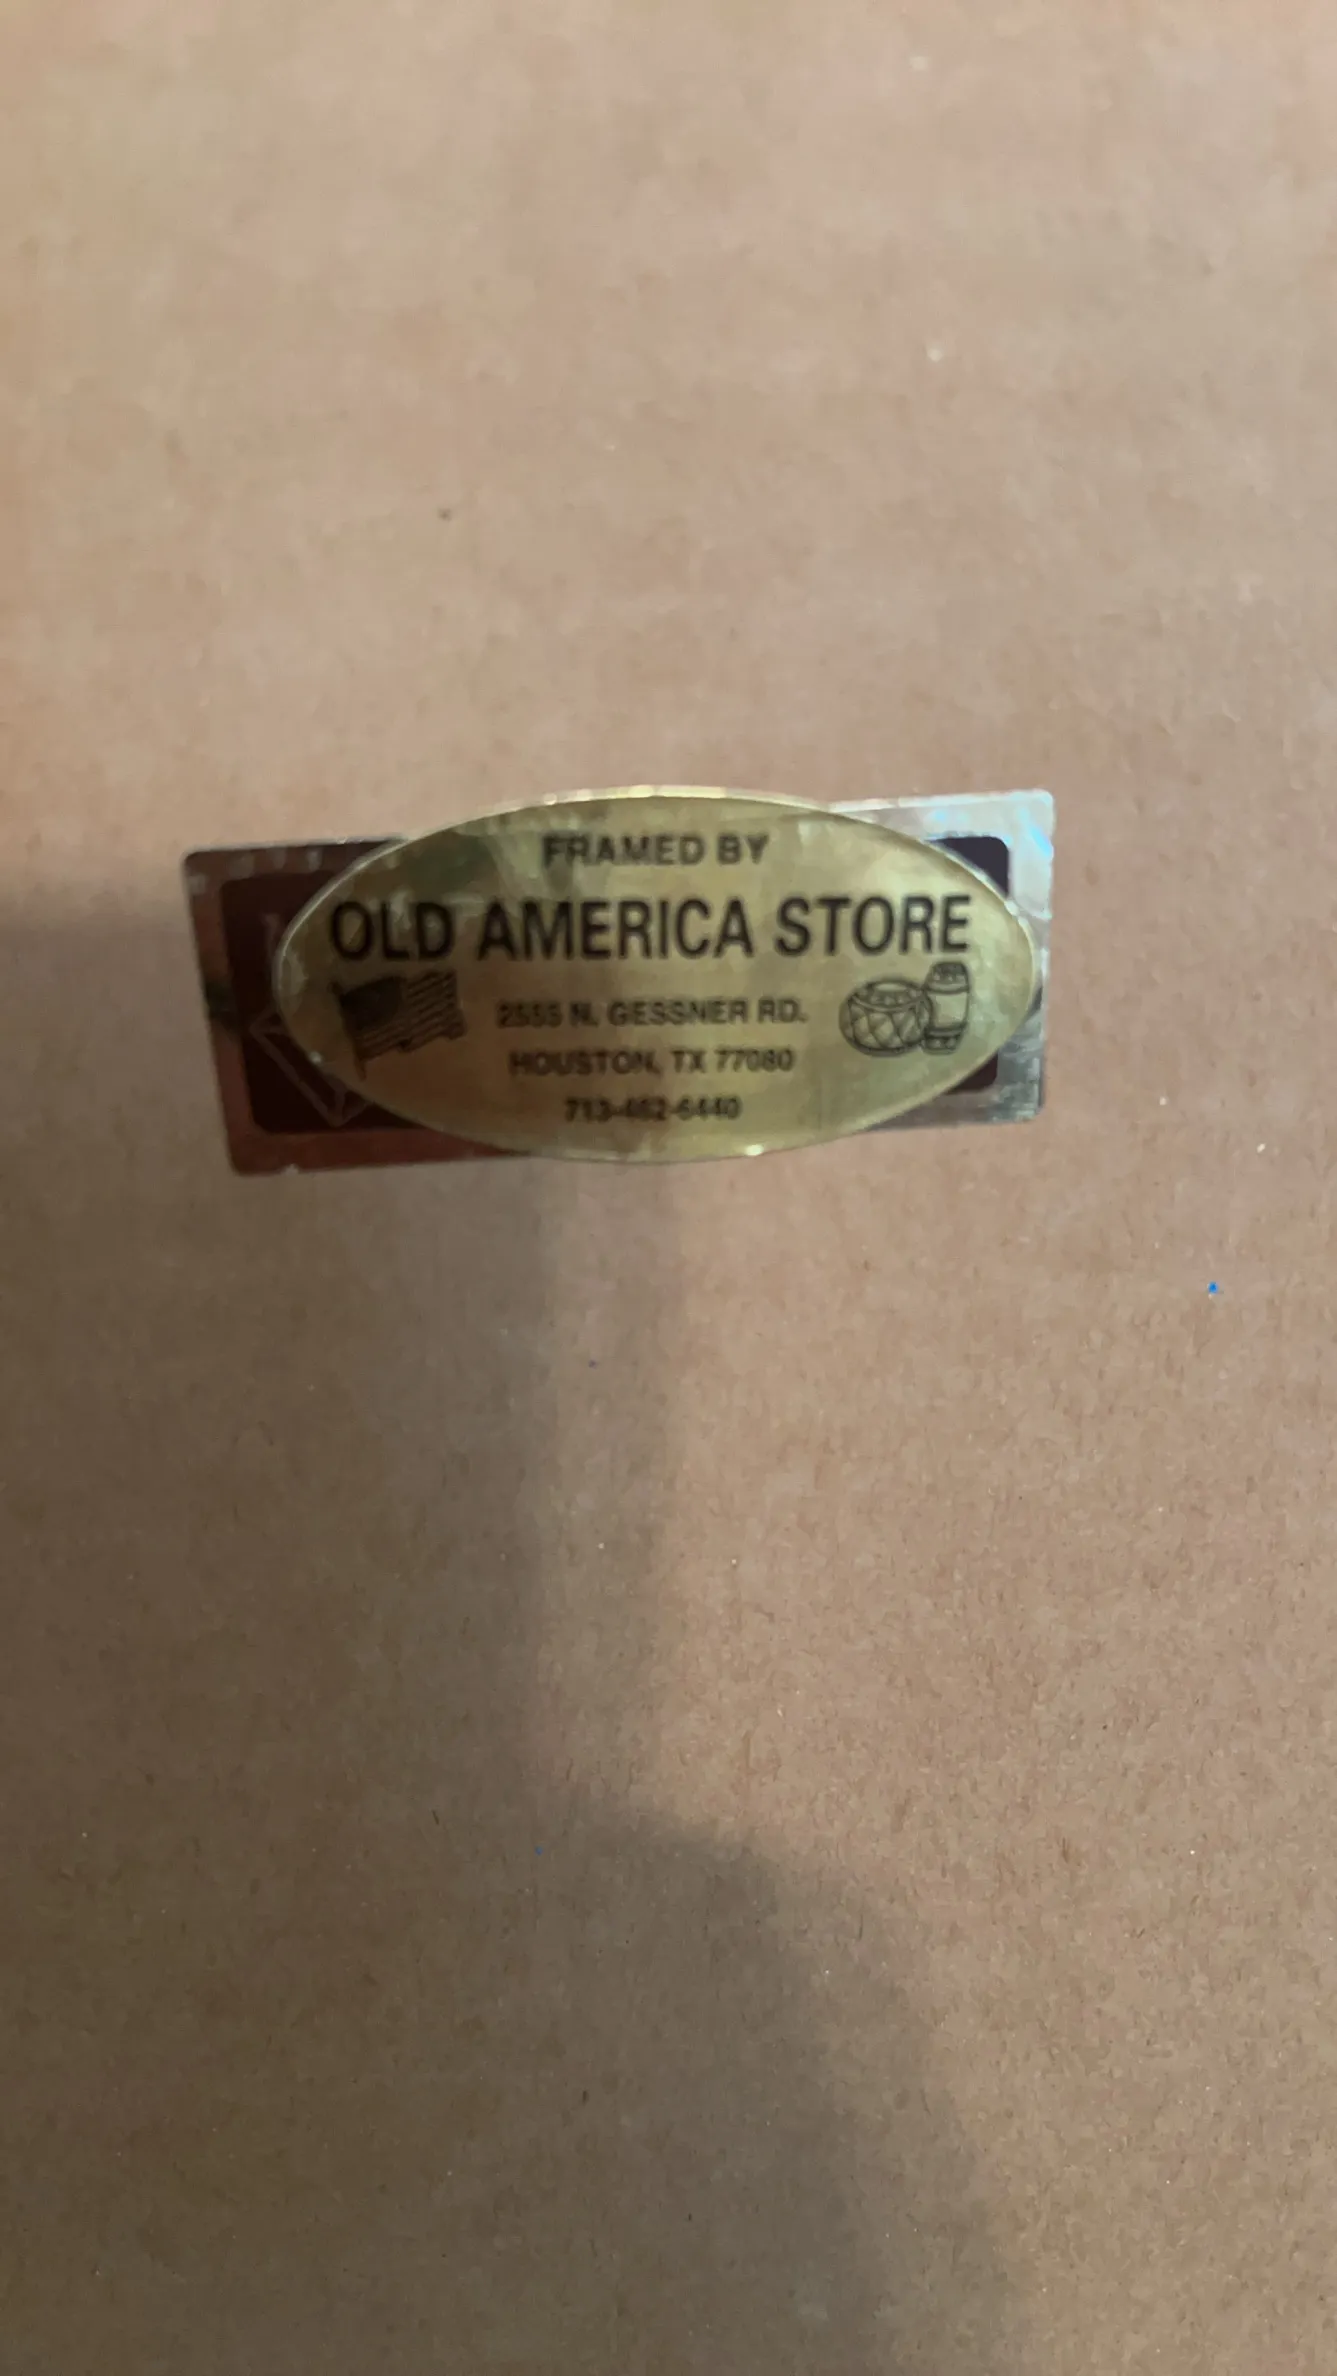 FRAMED BY
OLD AMERICA STORE
2555 N. GESSNER RD.
HOUSTON, TX 77080
713-462-6440